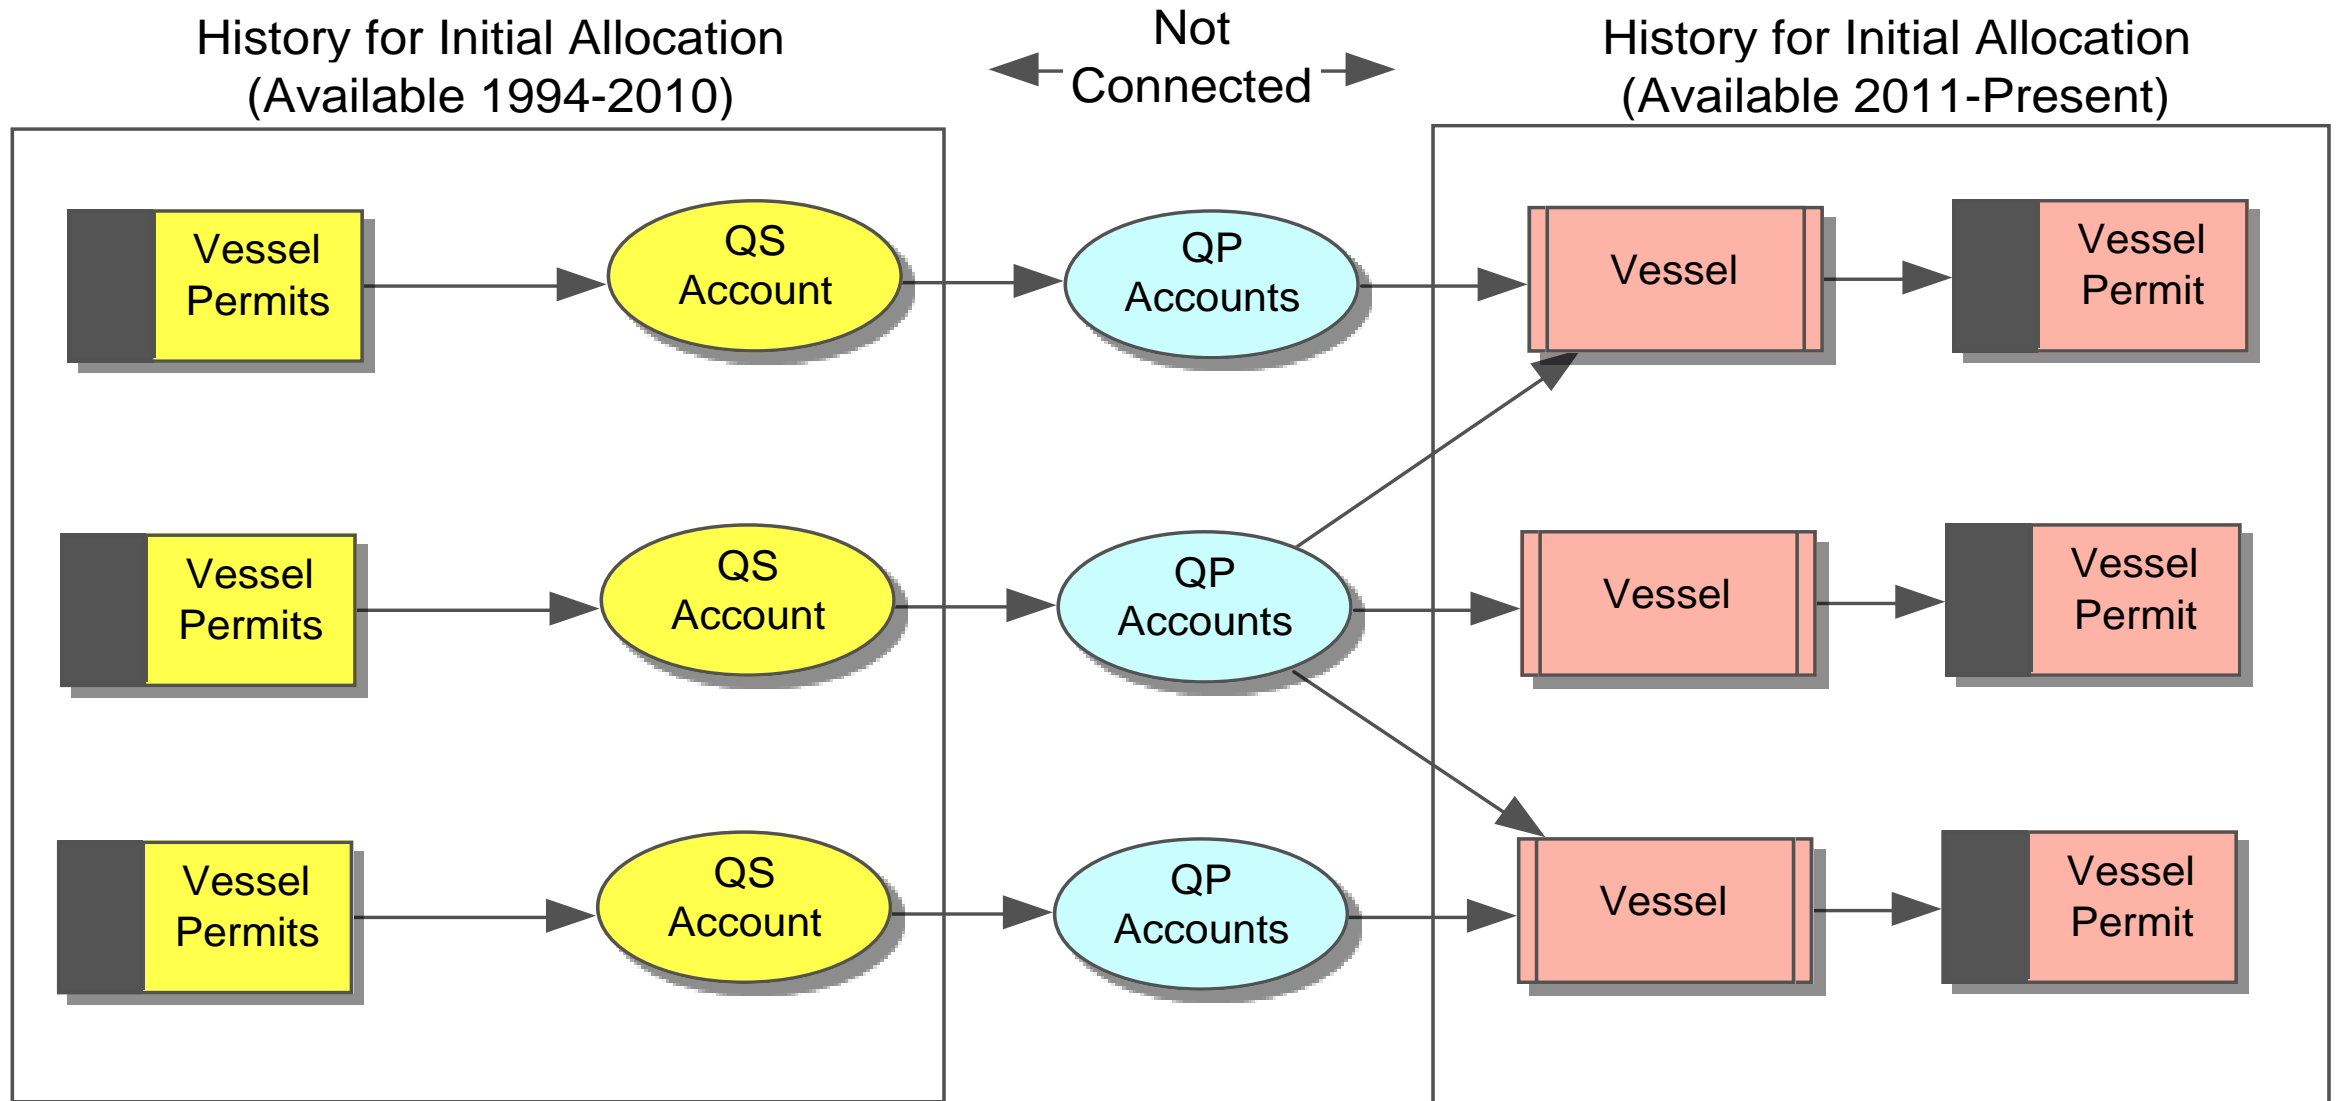 History for Initial Allocation
(Available 1994-2010)
Not
Connected
History for Initial Allocation
(Available 2011-Present)
Vessel
Permits
QS
Account
QP
Accounts
Vessel
Vessel
Permit
Vessel
Permits
QS
Account
QP
Accounts
Vessel
Vessel
Permit
Vessel
Permits
QS
Account
QP
Accounts
Vessel
Vessel
Permit